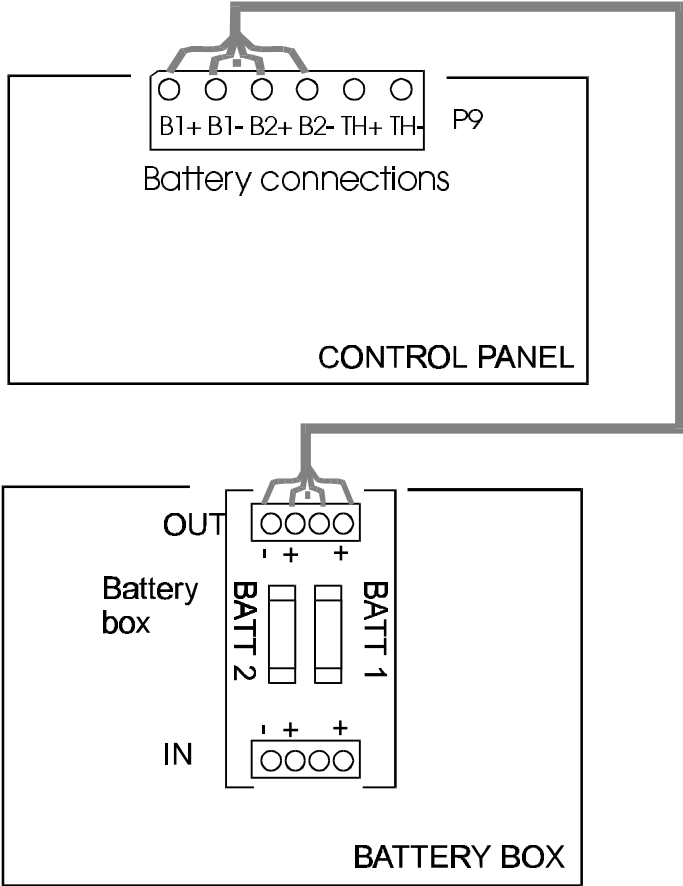 B1+ B1- B2+ B2- TH+ TH-
P9
Battery connections
CONTROL PANEL
OUT
- + +
Battery
box
BATT 2
BATT 1
- + +
IN
BATTERY BOX